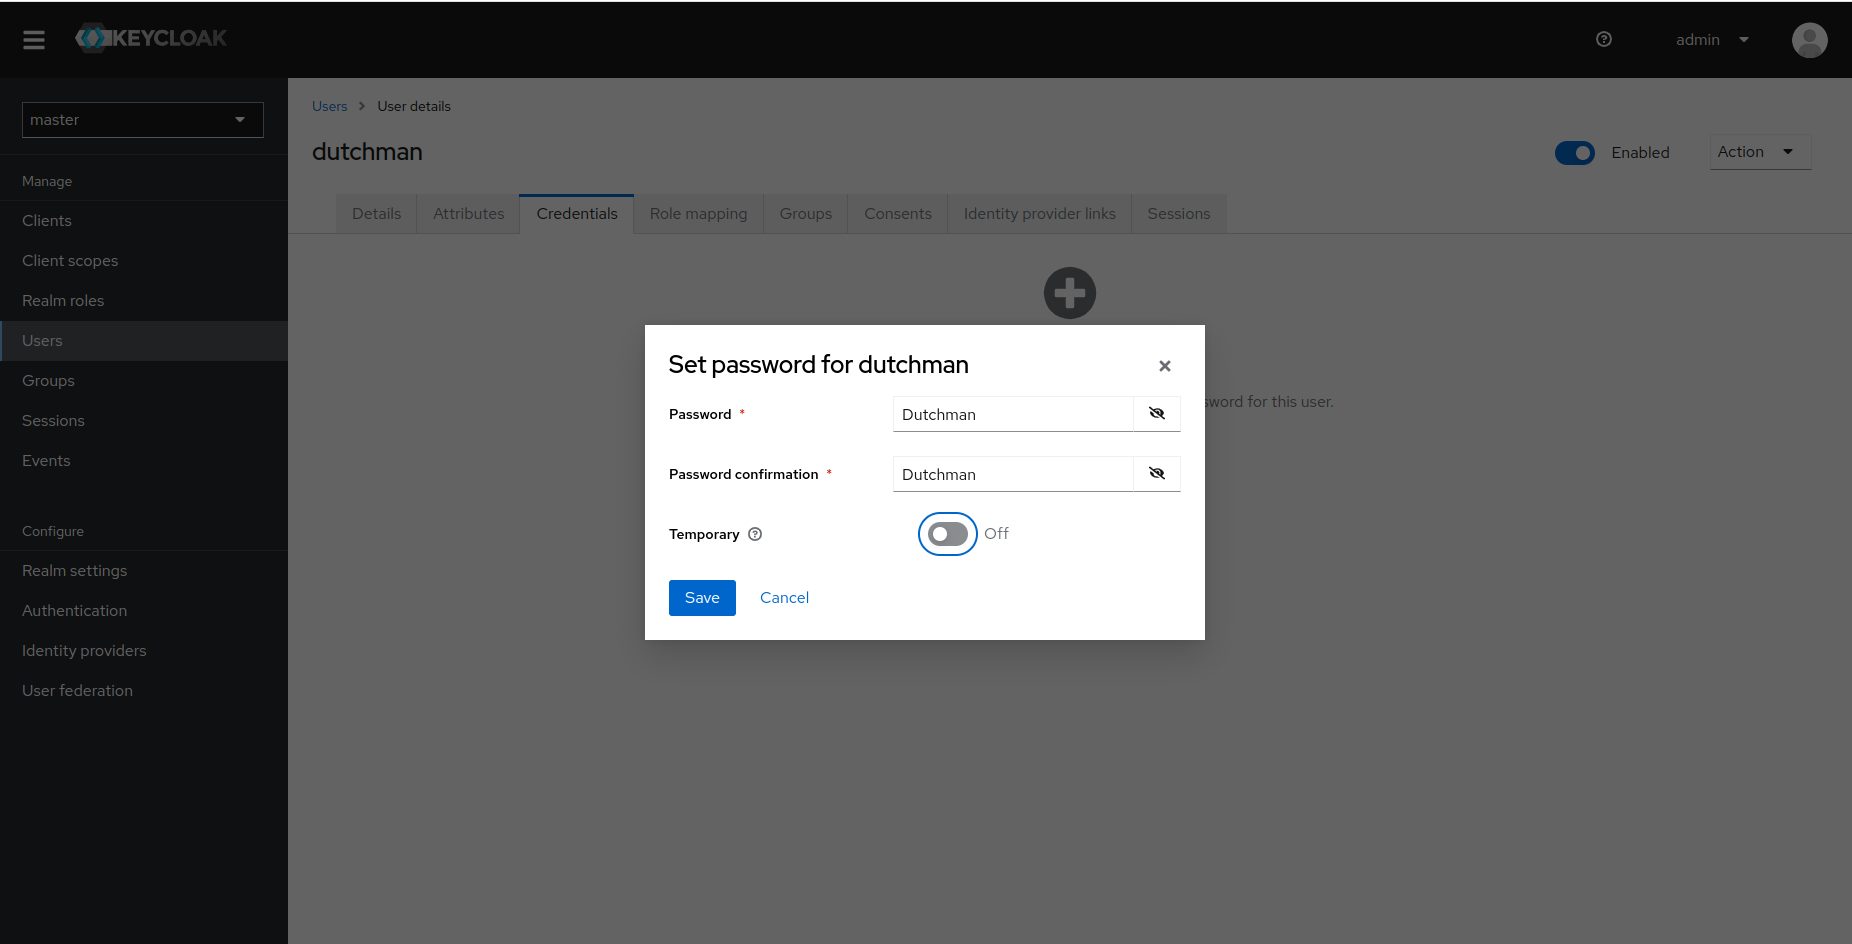 KEYCLOAK
admin
master
Manage
Clients
Client scopes
Realm roles
Users
Groups
Sessions
Events
Configure
Realm settings
Authentication
Identity providers
User federation
Users > User details
dutchman
Enabled
Action
Details Attributes Credentials Role mapping Groups Consents Identity provider links Sessions
for this user.
Set password for dutchman
Password * Dutchman
Password confirmation * Dutchman
Temporary Off
Save Cancel